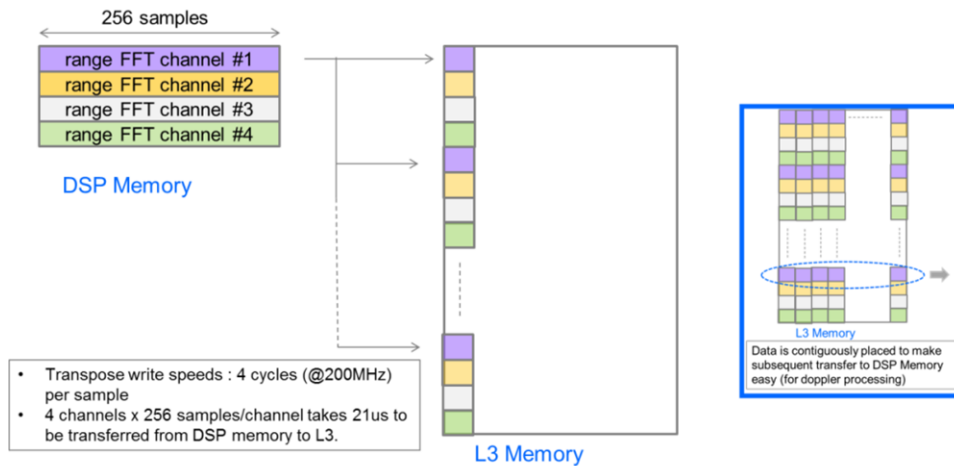 256 samples
range FFT channel #1
range FFT channel #2
range FFT channel #3
range FFT channel #4
DSP Memory
• Transpose write speeds : 4 cycles (@200MHz)
per sample
• 4 channels x 256 samples/channel takes 21us to
be transferred from DSP memory to L3.
L3 Memory
L3 Memory
Data is contiguously placed to make
subsequent transfer to DSP Memory
easy (for doppler processing)